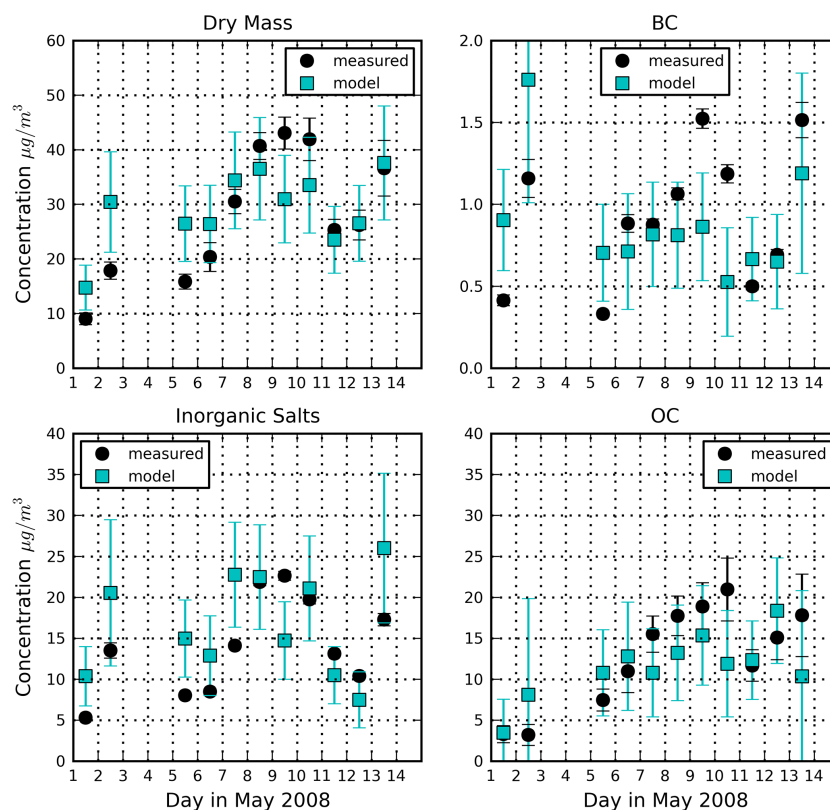 Dry Mass
BC
60
50
40
30
20
10
0
Concentration μg/m³
measured
model
1 2 3 4 5 6 7 8 9 10 11 12 13 14
2.0
1.5
1.0
0.5
0.0
measured
model
1 2 3 4 5 6 7 8 9 10 11 12 13 14
Inorganic Salts
OC
40
35
30
25
20
15
10
5
0
Concentration μg/m³
measured
model
1 2 3 4 5 6 7 8 9 10 11 12 13 14
Day in May 2008
40
35
30
25
20
15
10
5
0
measured
model
1 2 3 4 5 6 7 8 9 10 11 12 13 14
Day in May 2008